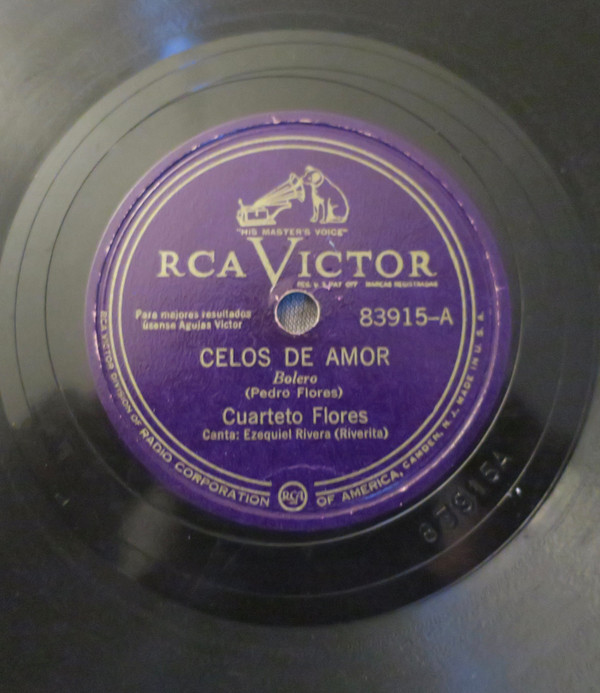 "HIS MASTER'S VOICE"
RCA VICTOR
REG. U. S. PAT. OFF. MARCAS REGISTRADAS
Para mejores resultados
úsense Agujas Victor
83915-A
CELOS DE AMOR
Bolero
(Pedro Flores)
Cuarteto Flores
Canta: Ezequiel Rivera (Riverita)
RCA VICTOR DIVISION OF RADIO CORPORATION OF AMERICA, CAMDEN, N. J. MADE IN U. S. A.
RCA
83915A